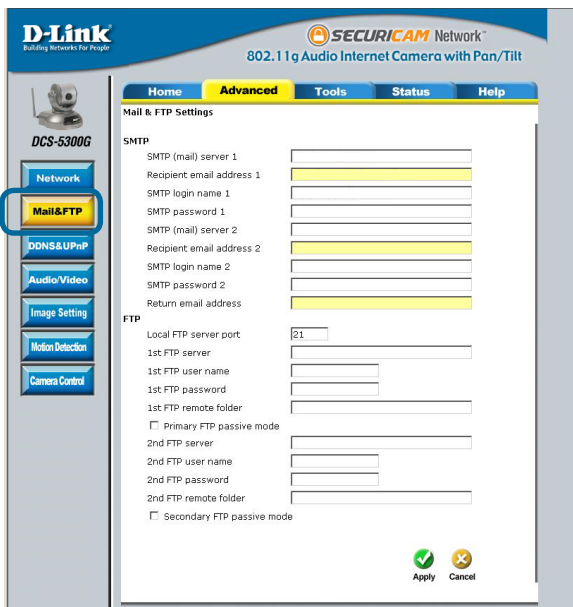 D-Link
Building Networks for People
SECURICAM Network™
802.11g Audio Internet Camera with Pan/Tilt
DCS-5300G
Home Advanced Tools Status Help
Network
Mail&FTP
DDNS&UPnP
Audio/Video
Image Setting
Motion Detection
Camera Control
Mail & FTP Settings
SMTP
SMTP (mail) server 1
Recipient email address 1
SMTP login name 1
SMTP password 1
SMTP (mail) server 2
Recipient email address 2
SMTP login name 2
SMTP password 2
Return email address
FTP
Local FTP server port 21
1st FTP server
1st FTP user name
1st FTP password
1st FTP remote folder
Primary FTP passive mode
2nd FTP server
2nd FTP user name
2nd FTP password
2nd FTP remote folder
Secondary FTP passive mode
Apply Cancel